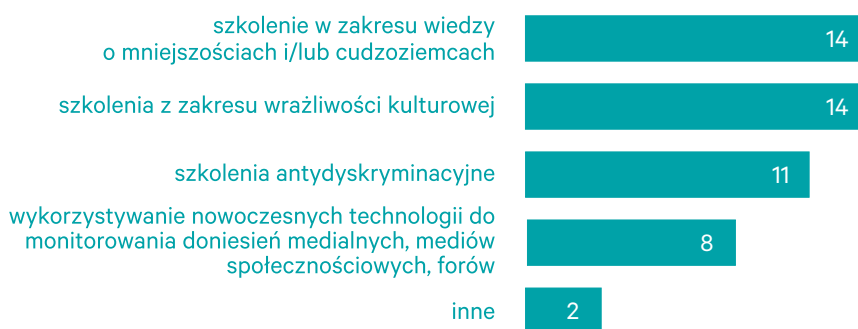 szkolenie w zakresu wiedzy
o mniejszościach i/lub cudzoziemcach
14
szkolenia z zakresu wrażliwości kulturowej
14
szkolenia antydyskryminacyjne
11
wykorzystywanie nowoczesnych technologii do
monitorowania doniesień medialnych, mediów
społecznościowych, forów
8
inne
2